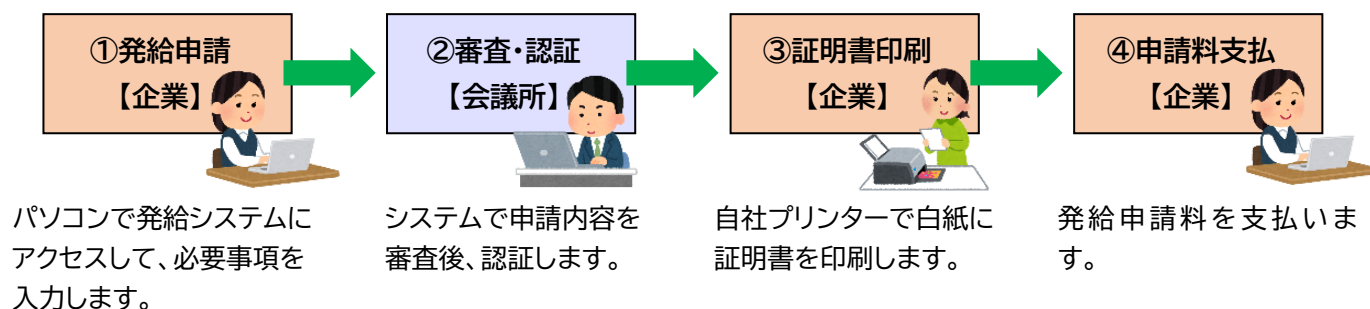 ①発給申請
【企業】
②審査・認証
【会議所】
③証明書印刷
【企業】
④申請料支払
【企業】
パソコンで発給システムに
アクセスして、必要事項を
入力します。
システムで申請内容を
審査後、認証します。
自社プリンターで白紙に
証明書を印刷します。
発給申請料を支払いま
す。